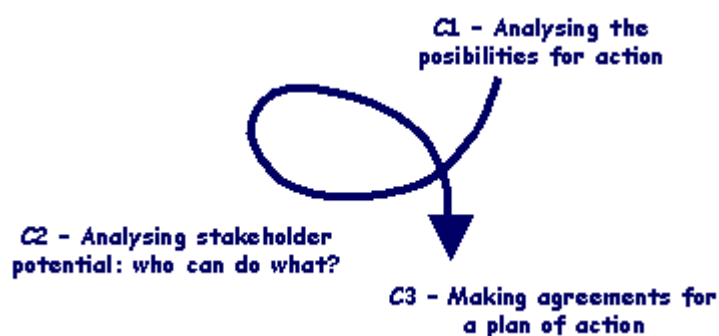 C1 - Analysing the
posibilities for action
C2 - Analysing stakeholder
potential: who can do what?
C3 - Making agreements for
a plan of action